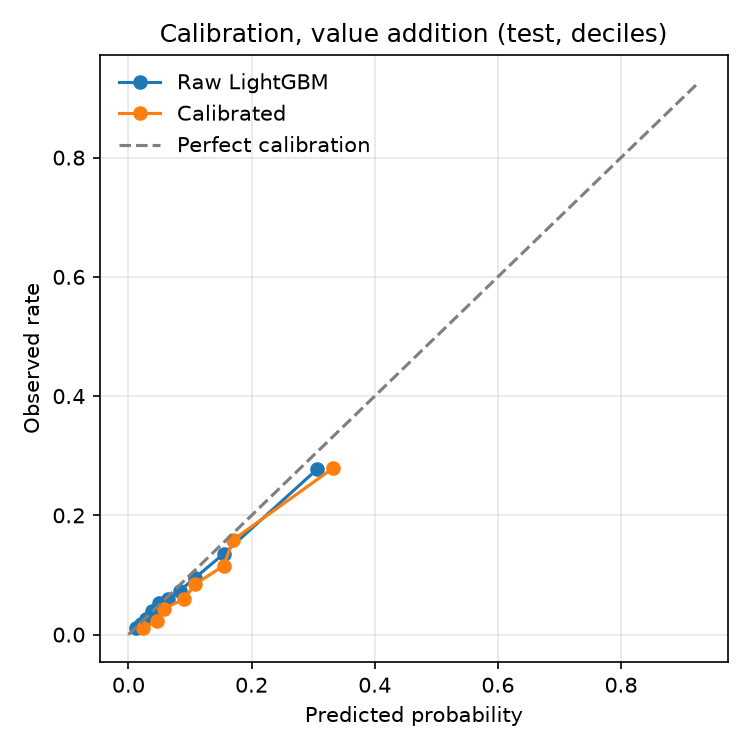 Calibration, value addition (test, deciles)
Raw LightGBM
Calibrated
Perfect calibration
Observed rate
0.8
0.6
0.4
0.2
0.0
0.0 0.2 0.4 0.6 0.8
Predicted probability